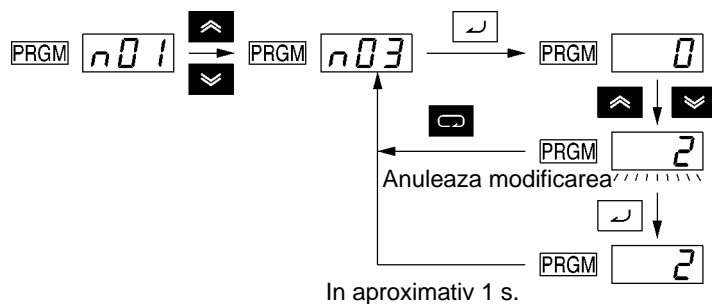 PRGM n01 PRGM n03 PRGM 0
PRGM 2
Anuleaza modificarea
PRGM 2
In aproximativ 1 s.